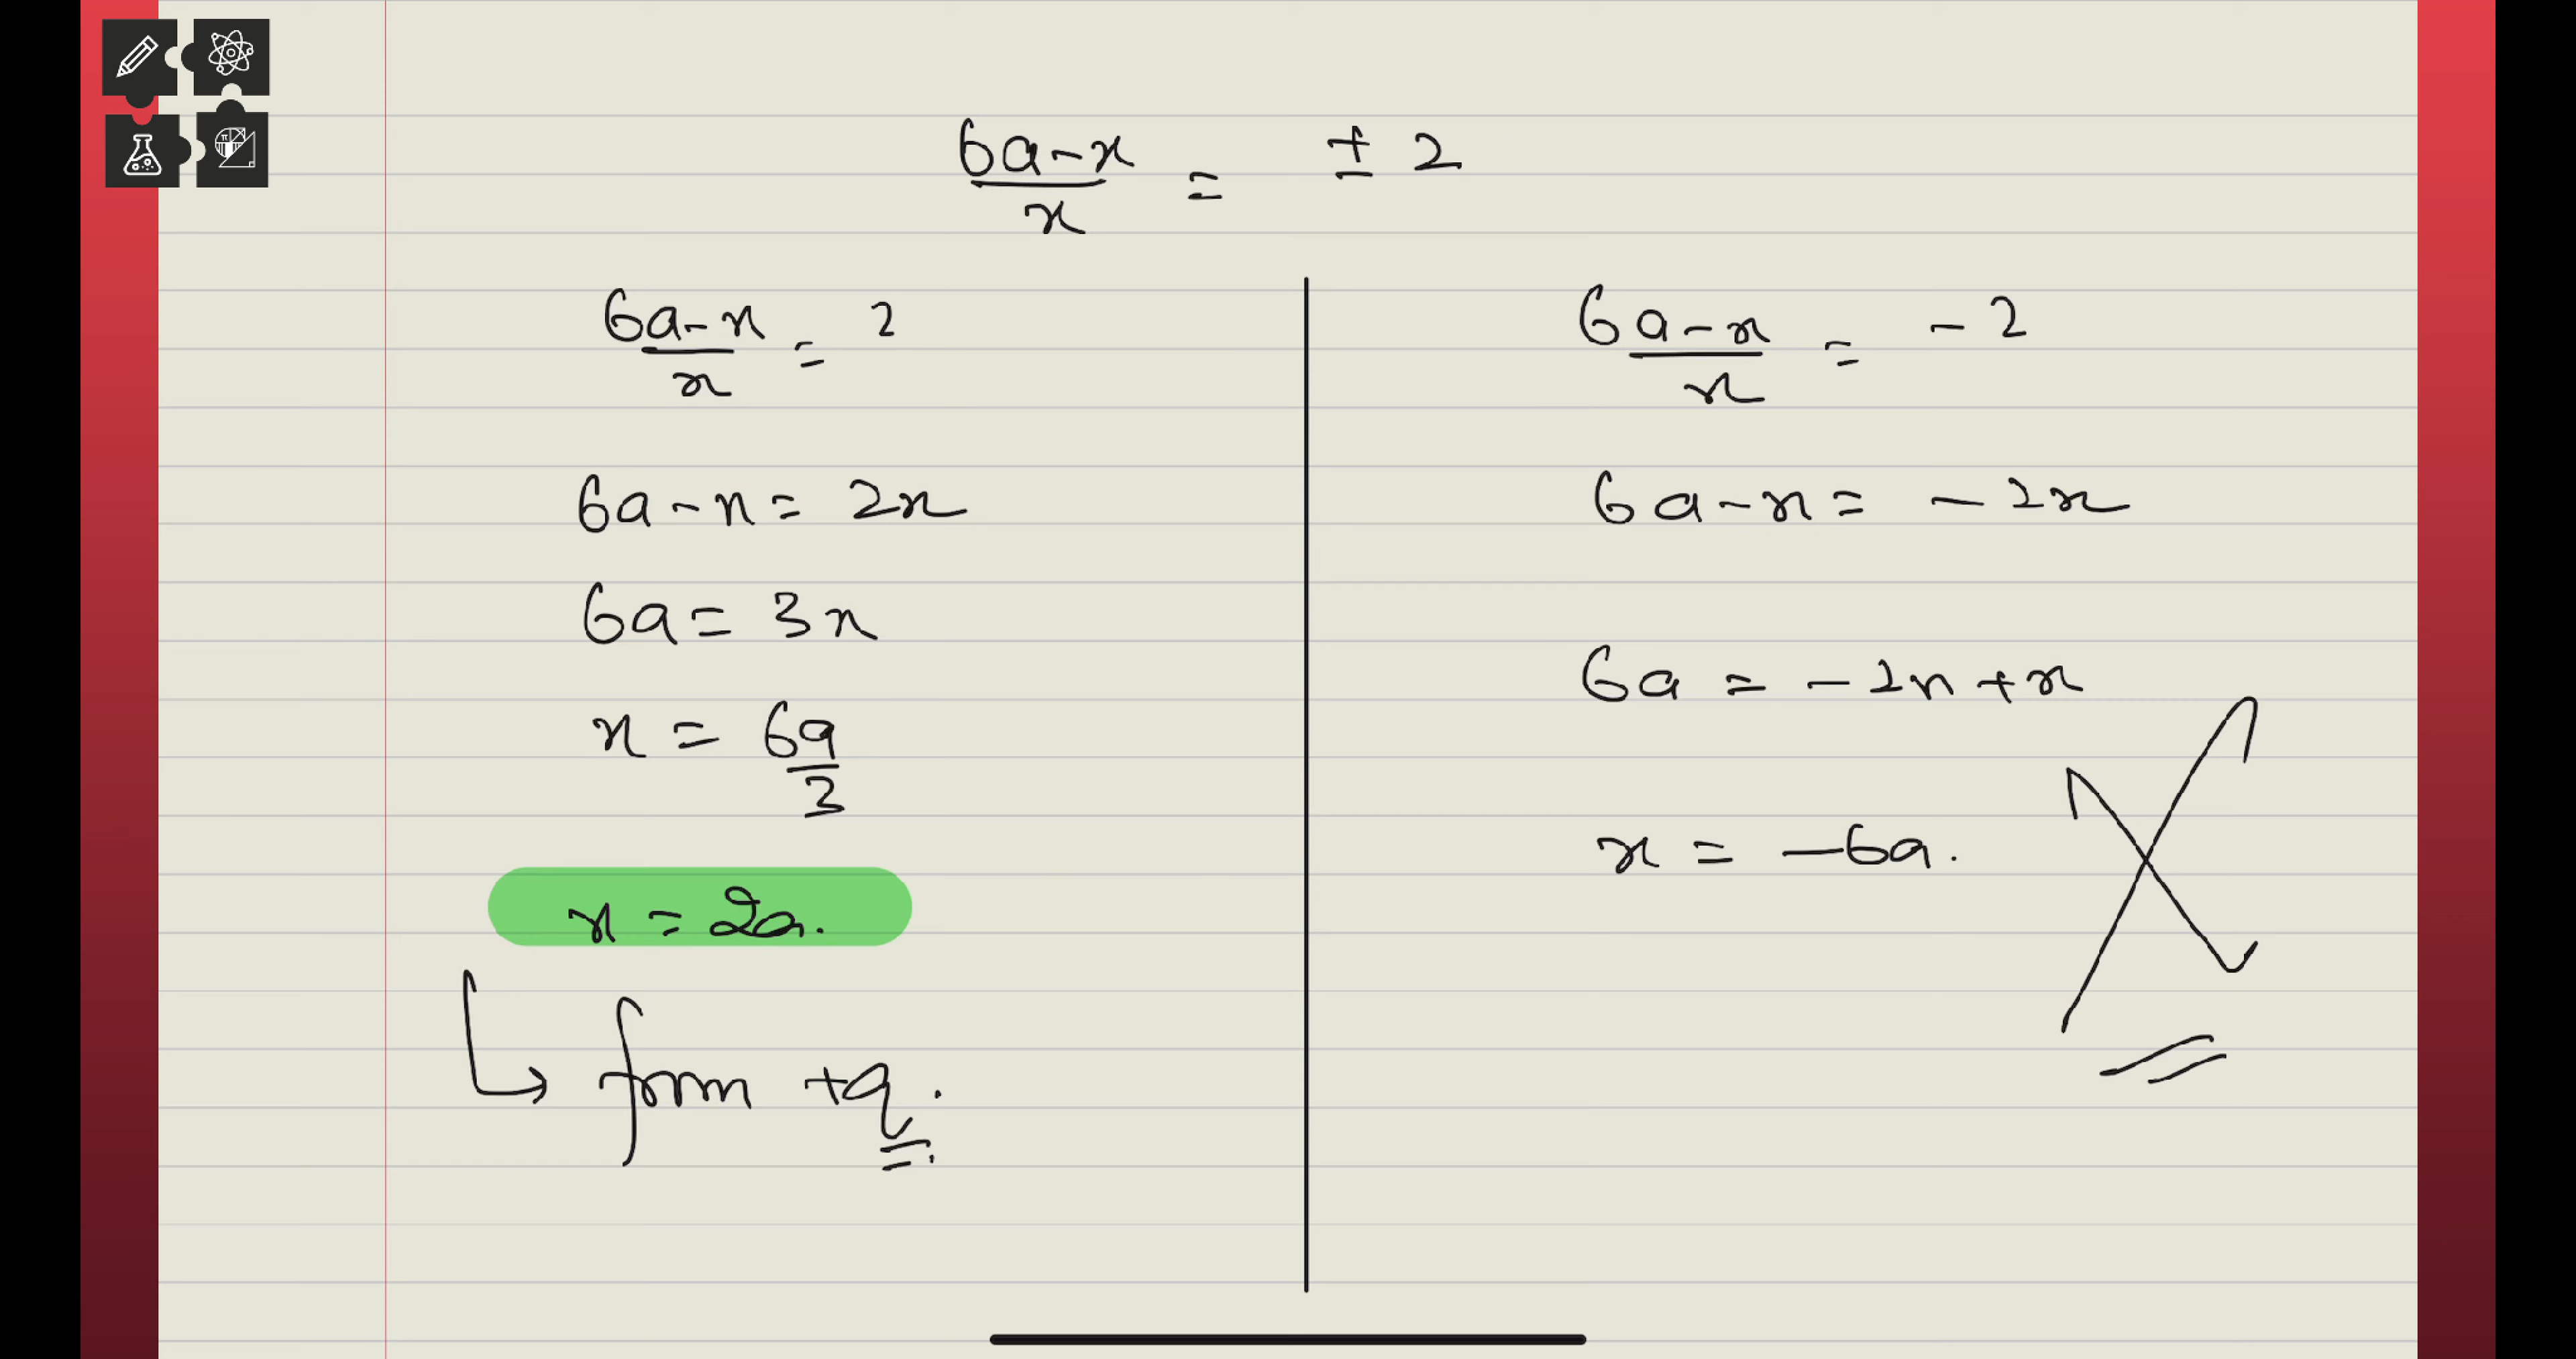 6a-x/x = ± 2
6a-x/x = 2
6a-x = 2x
6a = 3x
x = 6a/3
x = 2a.
↳ from +q.
6a-x/x = -2
6a-x = -2x
6a = -2x+x
x = -6a.